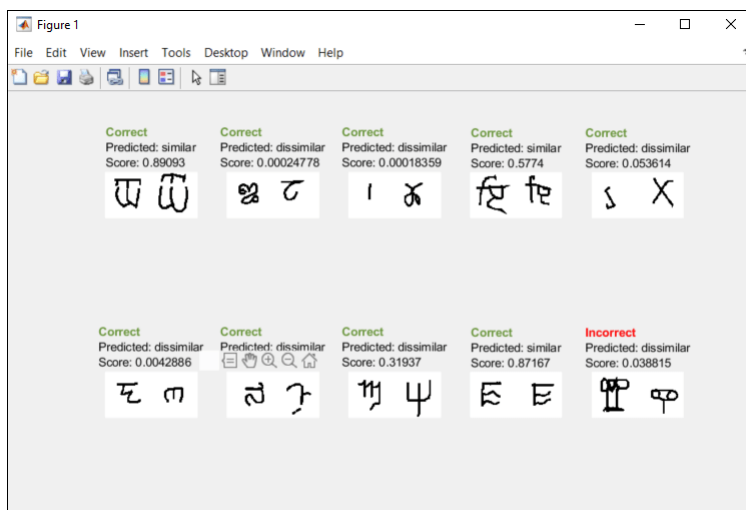 Figure 1
File Edit View Insert Tools Desktop Window Help
Correct
Predicted: similar
Score: 0.89093
Correct
Predicted: dissimilar
Score: 0.00024778
Correct
Predicted: dissimilar
Score: 0.00018359
Correct
Predicted: similar
Score: 0.5774
Correct
Predicted: dissimilar
Score: 0.053614
Correct
Predicted: dissimilar
Score: 0.0042886
Correct
Predicted: dissimilar
Correct
Predicted: dissimilar
Score: 0.31937
Correct
Predicted: similar
Score: 0.87167
Incorrect
Predicted: dissimilar
Score: 0.038815